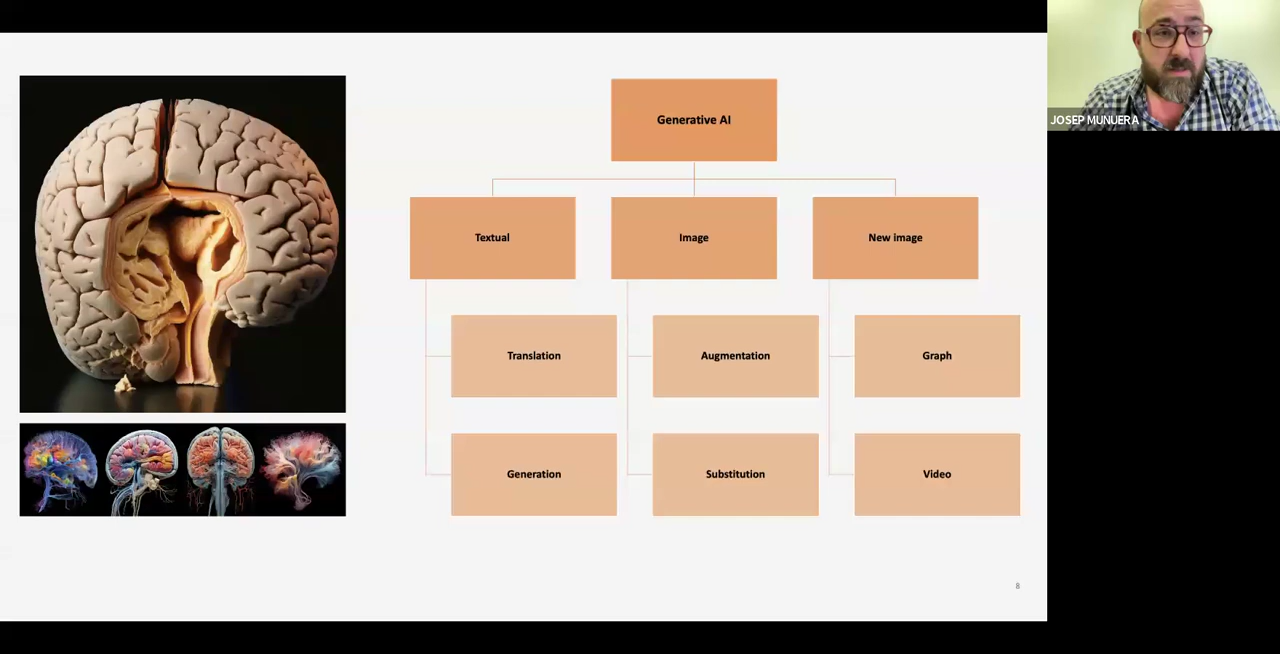 Generative AI
Textual
Image
New image
Translation
Augmentation
Graph
Generation
Substitution
Video
8
JOSEP MUNUERA